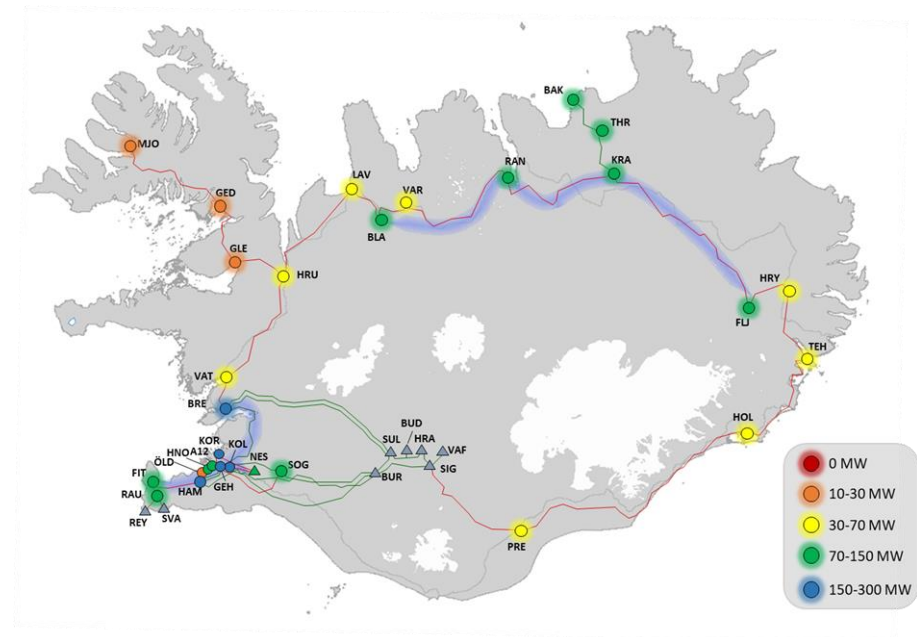 BAK
THR
MJO
RAN
KRA
LAV
GED
VAR
BLA
GLE
HRU
HRY
FLJ
TEH
VAT
BRE
HOL
BUD
SUL
HRA
VAF
KOR
KOL
HNO
A12
NES
SOG
SIG
ÖLD
BUR
FIT
GEH
HAM
RAU
REY
SVA
PRE
0 MW
10-30 MW
30-70 MW
70-150 MW
150-300 MW